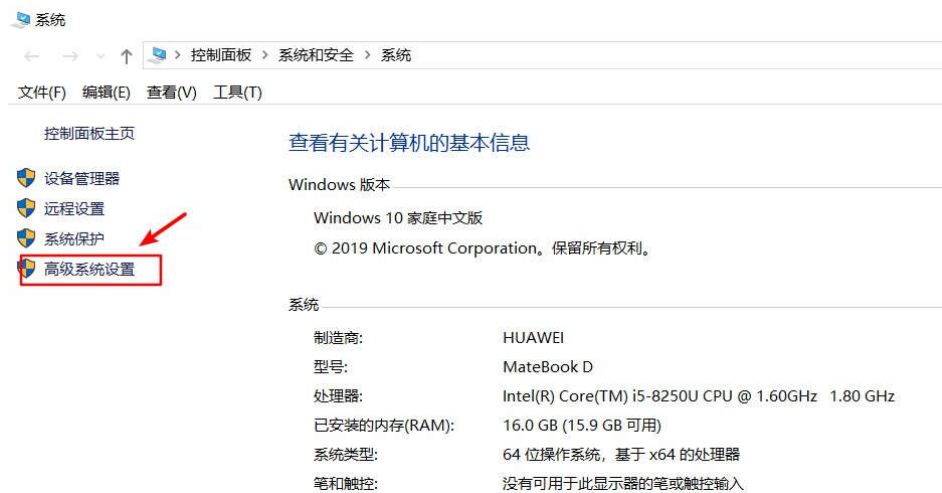 系统
控制面板 > 系统和安全 > 系统
文件(F) 编辑(E) 查看(V) 工具(T)
控制面板主页
设备管理器
远程设置
系统保护
高级系统设置
查看有关计算机的基本信息
Windows 版本
Windows 10 家庭中文版
© 2019 Microsoft Corporation。保留所有权利。
系统
制造商: HUAWEI
型号: MateBook D
处理器: Intel(R) Core(TM) i5-8250U CPU @ 1.60GHz 1.80 GHz
已安装的内存(RAM): 16.0 GB (15.9 GB 可用)
系统类型: 64 位操作系统，基于 x64 的处理器
笔和触控: 没有可用于此显示器的笔或触控输入